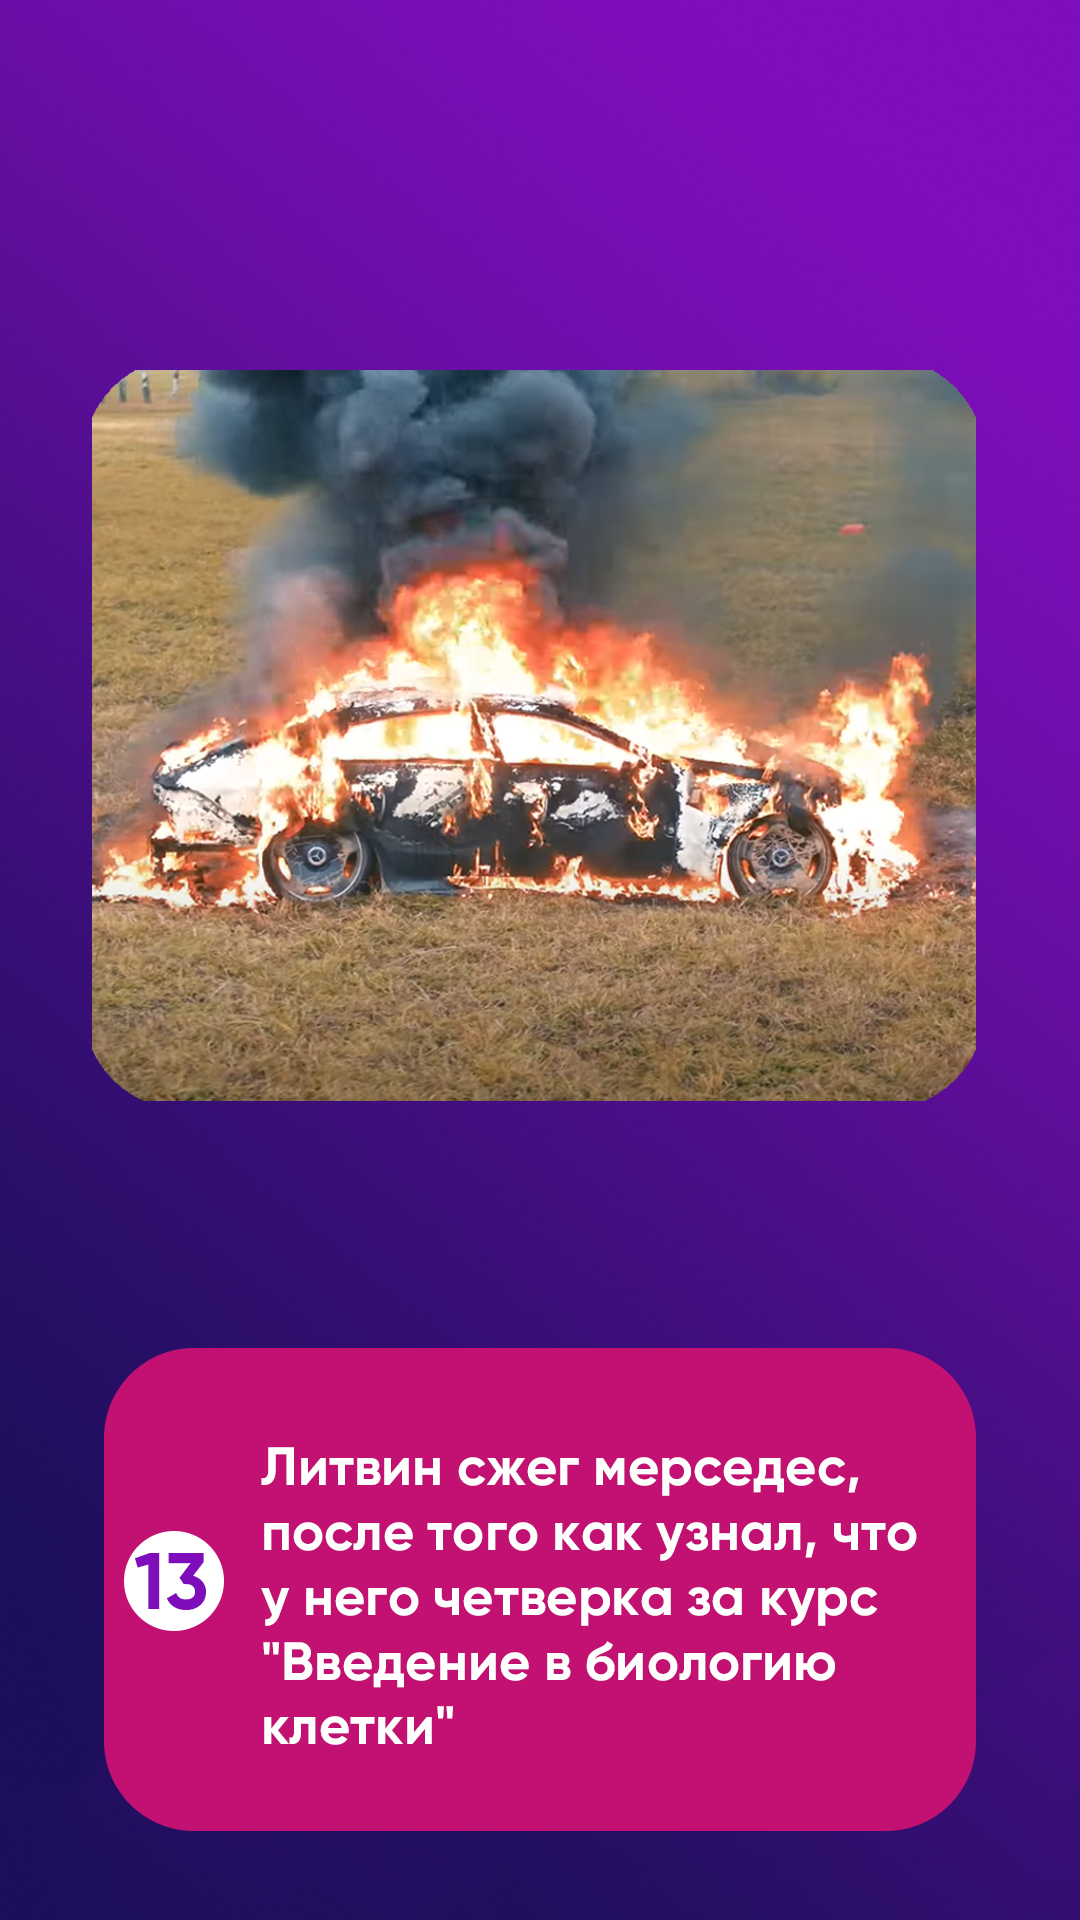 Литвин сжег мерседес,
после того как узнал, что
13
у него четверка за курс
"Введение в биологию
клетки"